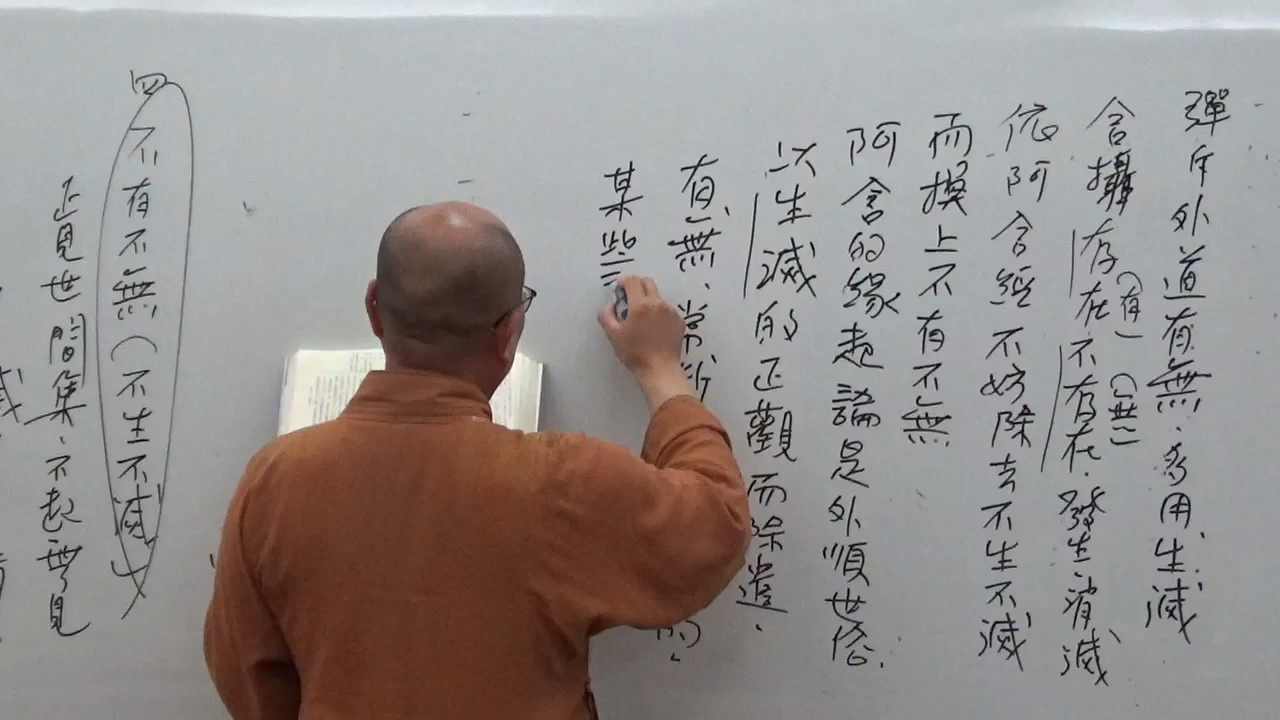 彈斥外道有、無、多用生、滅
含攝存在(有)不存在(無)、發生、消滅、
依阿含經不妨除去不生不滅
而換上不有不無
阿含的緣起論是外順世俗、
以生滅的正觀而除遣、
有、無、常、斷
某些
四不有不無(不生不滅)
正見世間集、不起無見